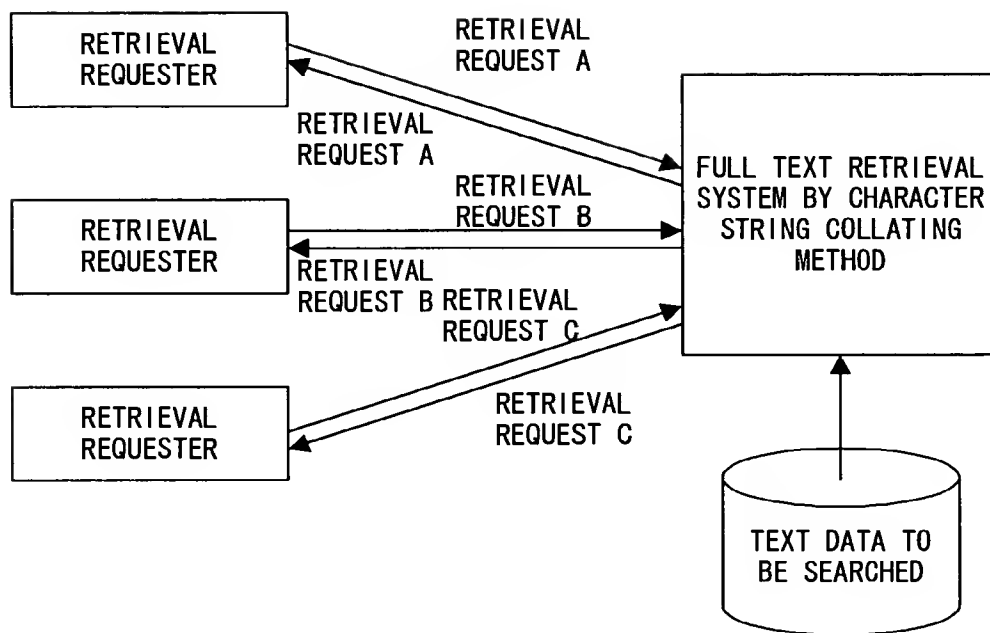 RETRIEVAL
REQUESTER
RETRIEVAL
REQUEST A
RETRIEVAL
REQUEST A
RETRIEVAL
REQUESTER
RETRIEVAL
REQUEST B
RETRIEVAL
REQUEST B
RETRIEVAL
REQUEST C
RETRIEVAL
REQUESTER
RETRIEVAL
REQUEST C
FULL TEXT RETRIEVAL
SYSTEM BY CHARACTER
STRING COLLATING
METHOD
TEXT DATA TO
BE SEARCHED